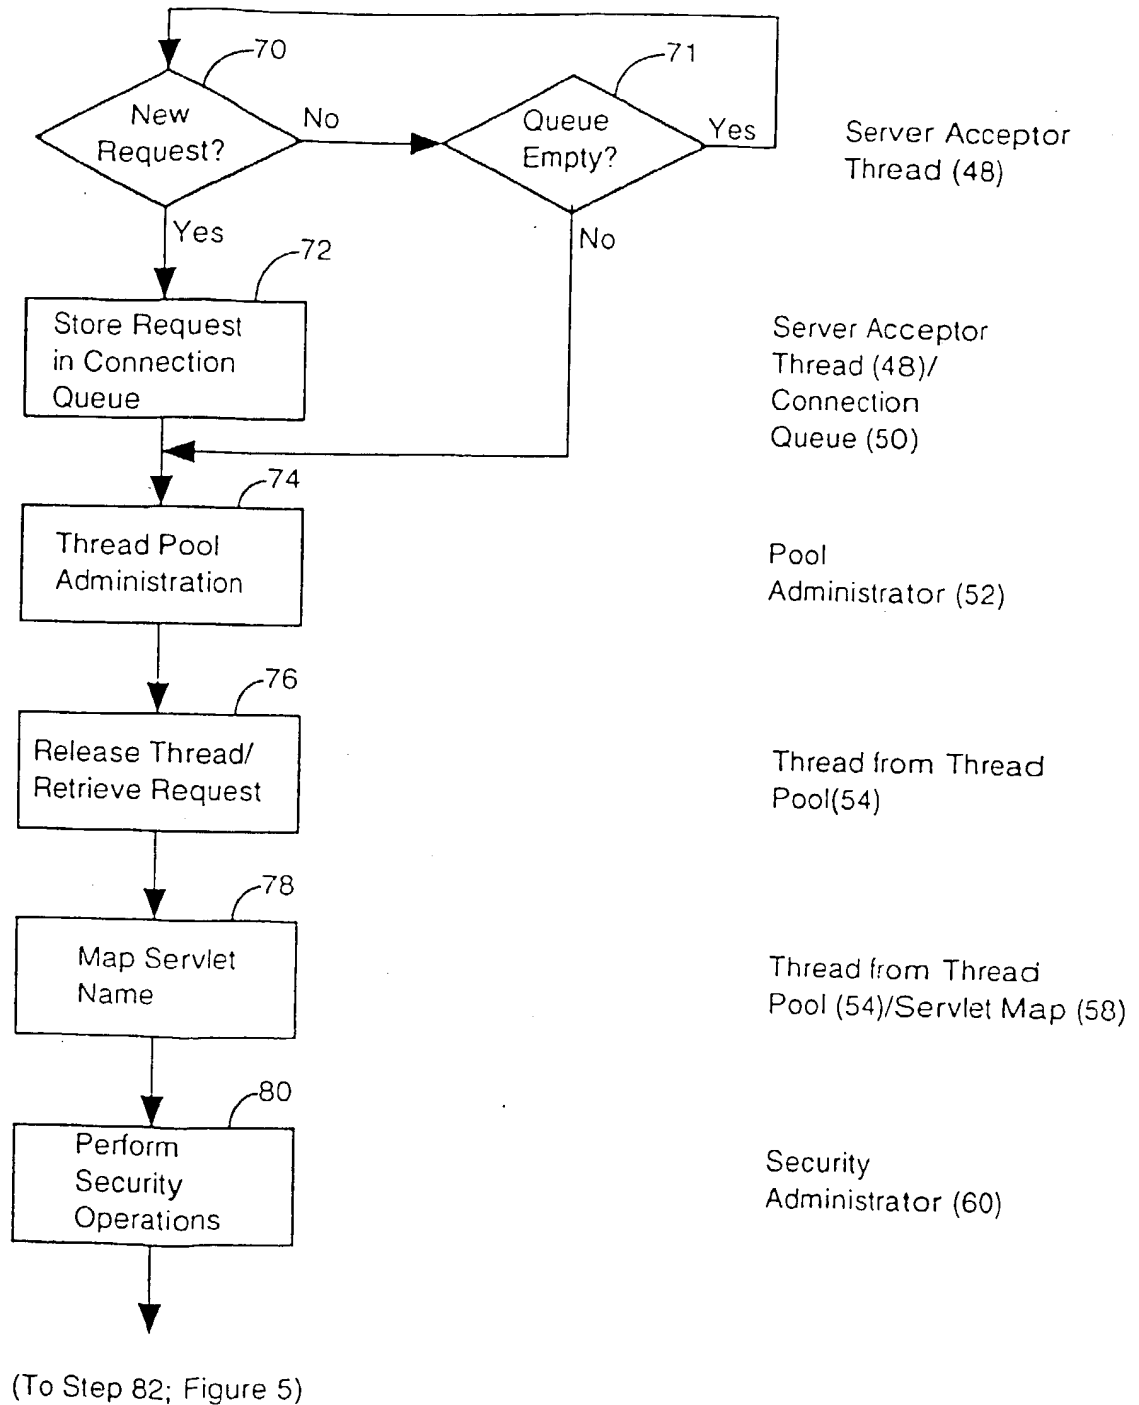 70
New
Request?
No
71
Queue
Empty?
Yes
Server Acceptor
Thread (48)
Yes
No
72
Store Request
in Connection
Queue
Server Acceptor
Thread (48)/
Connection
Queue (50)
74
Thread Pool
Administration
Pool
Administrator (52)
76
Release Thread/
Retrieve Request
Thread from Thread
Pool(54)
78
Map Servlet
Name
Thread from Thread
Pool (54)/Servlet Map (58)
80
Perform
Security
Operations
Security
Administrator (60)
(To Step 82; Figure 5)